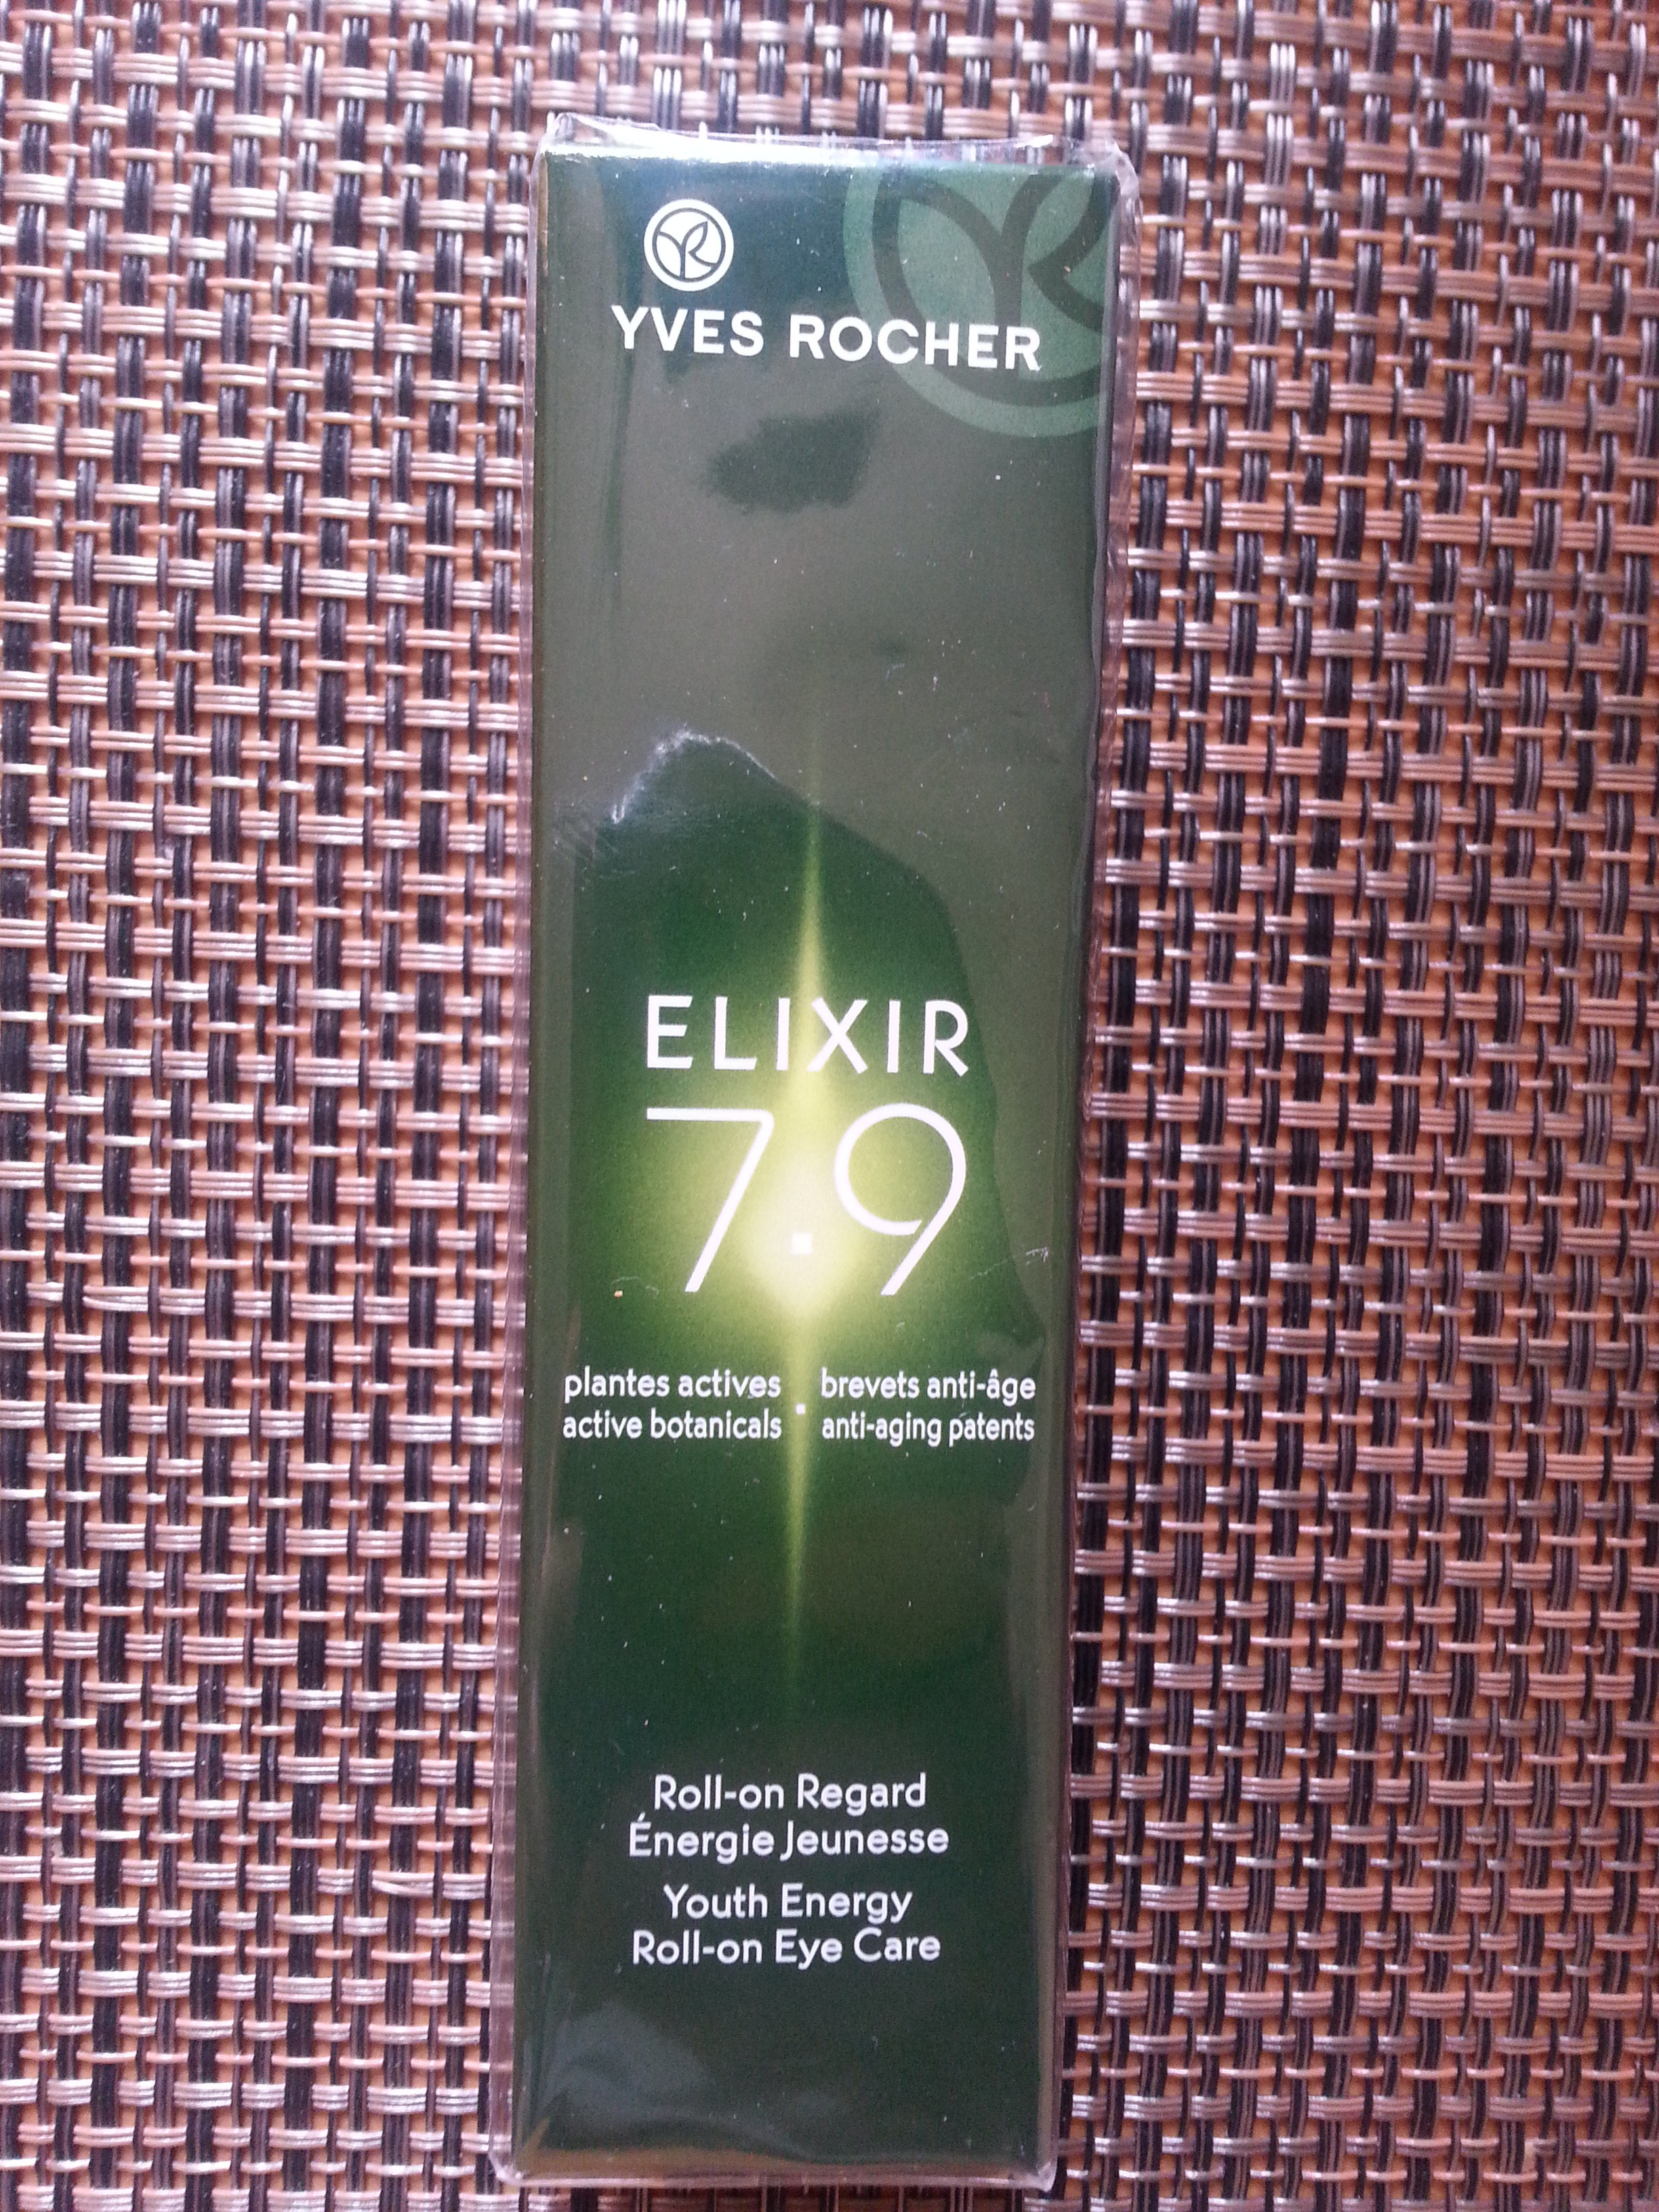 YVES ROCHER
ELIXIR
7.9
plantes actives . brevets anti-âge
active botanicals anti-aging patents
Roll-on Regard
Énergie Jeunesse
Youth Energy
Roll-on Eye Care